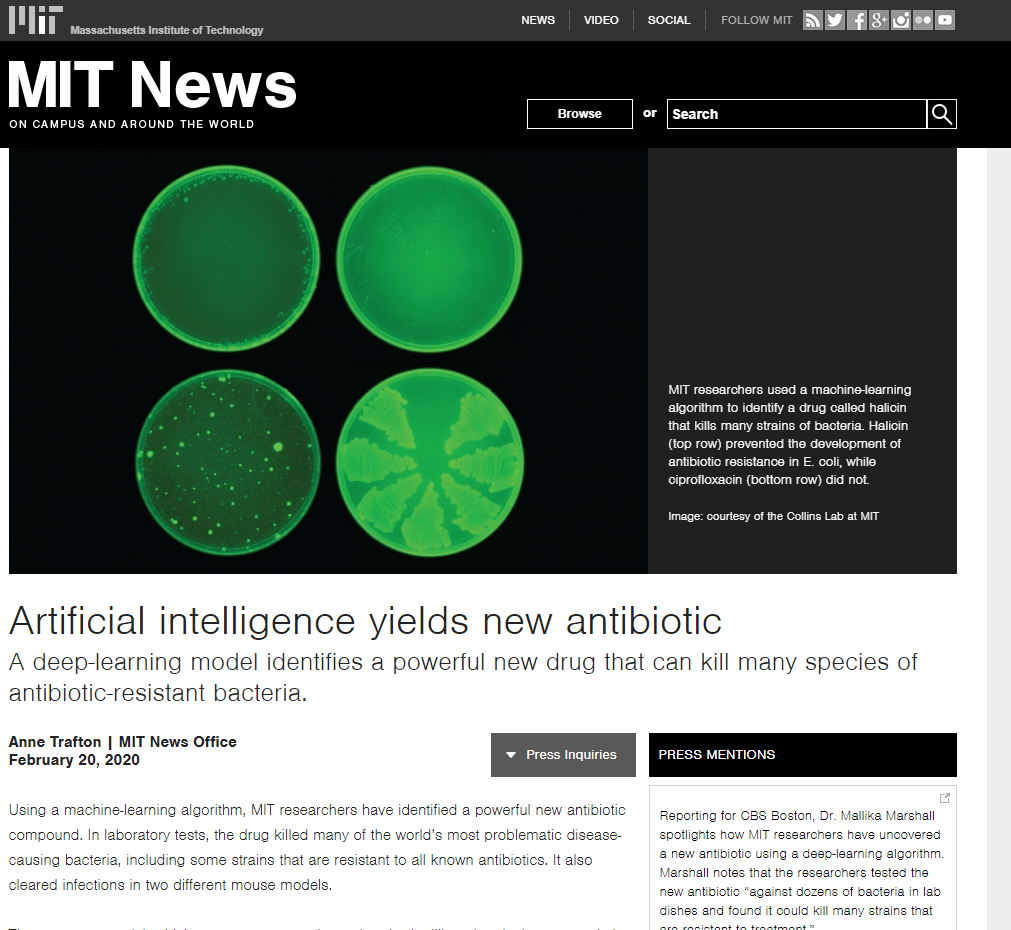 MIT
Massachusetts Institute of Technology
NEWS
VIDEO
SOCIAL
FOLLOW MIT
MIT News
ON CAMPUS AND AROUND THE WORLD
Browse
or
Search
MIT researchers used a machine-learning
algorithm to identify a drug called halicin
that kills many strains of bacteria. Halicin
(top row) prevented the development of
antibiotic resistance in E. coli, while
ciprofloxacin (bottom row) did not.
Image: courtesy of the Collins Lab at MIT
Artificial intelligence yields new antibiotic
A deep-learning model identifies a powerful new drug that can kill many species of
antibiotic-resistant bacteria.
Anne Trafton | MIT News Office
February 20, 2020
Press Inquiries
Using a machine-learning algorithm, MIT researchers have identified a powerful new antibiotic
compound. In laboratory tests, the drug killed many of the world’s most problematic disease-
causing bacteria, including some strains that are resistant to all known antibiotics. It also
cleared infections in two different mouse models.
PRESS MENTIONS
Reporting for CBS Boston, Dr. Mallika Marshall
spotlights how MIT researchers have uncovered
a new antibiotic using a deep-learning algorithm.
Marshall notes that the researchers tested the
new antibiotic “against dozens of bacteria in lab
dishes and found it could kill many strains that
are resistant to treatment.”